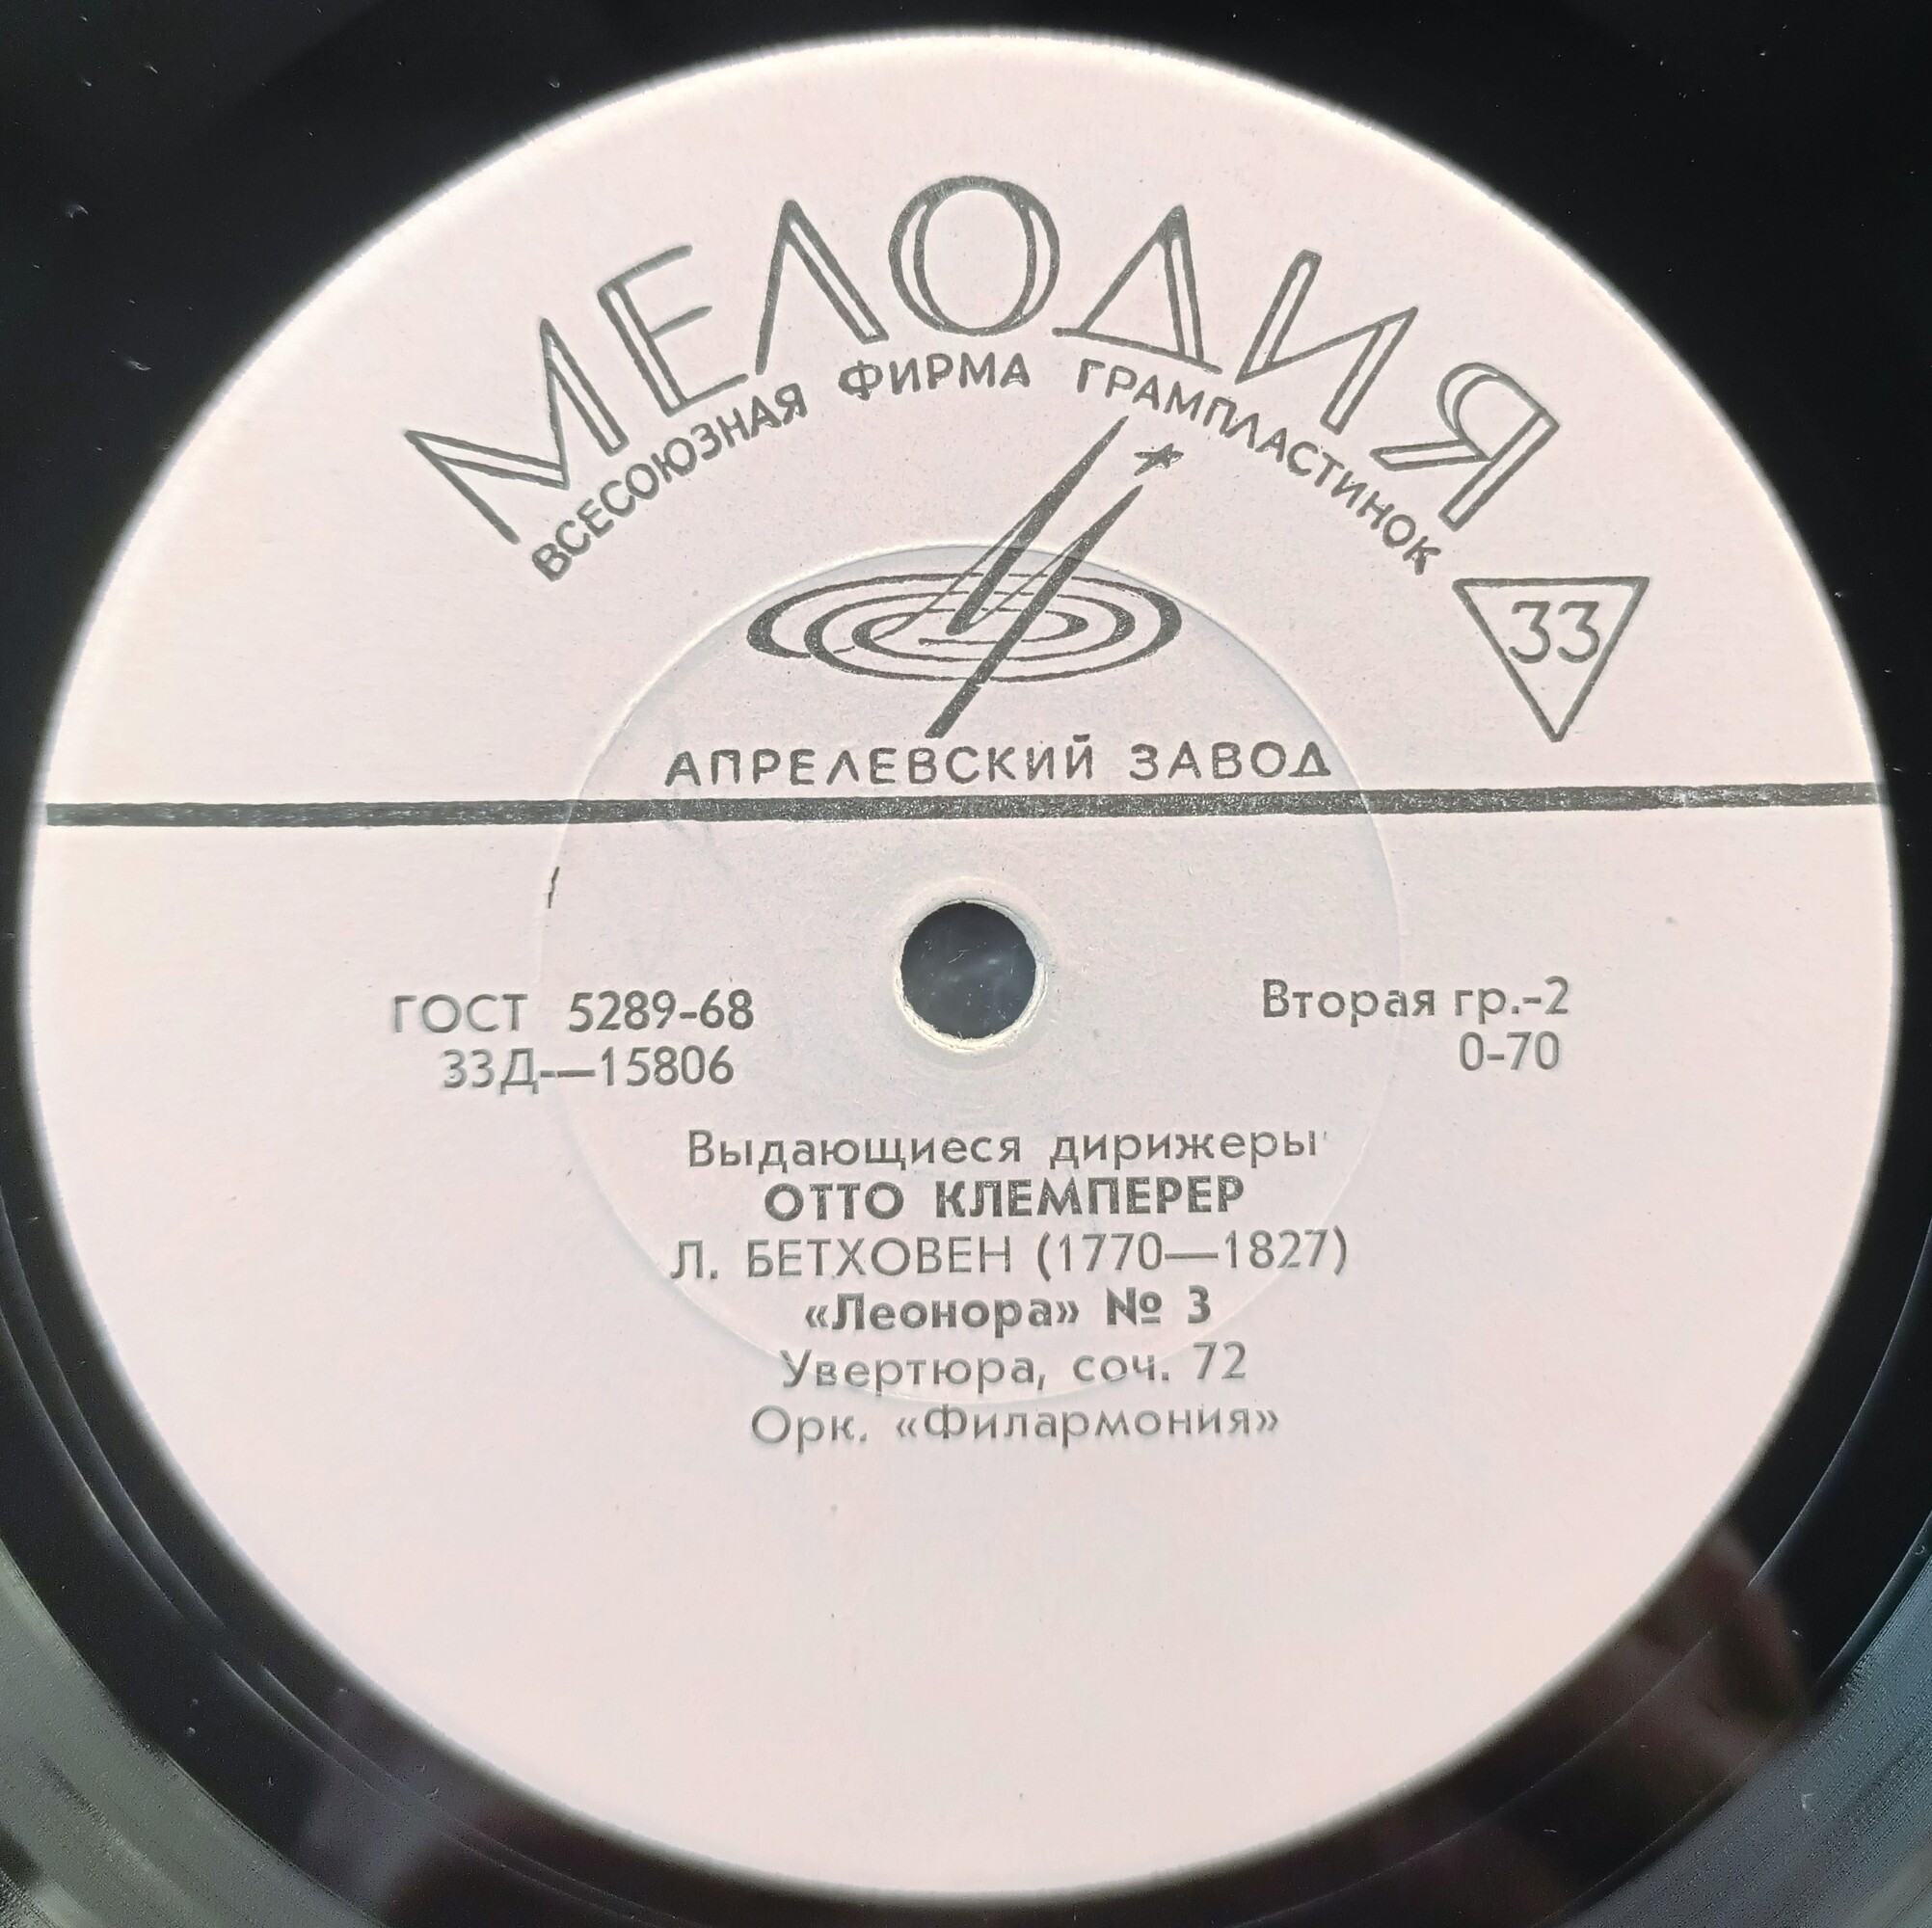 МЕЛОДИЯ
ВСЕСОЮЗНАЯ ФИРМА ГРАМПЛАСТИНОК
33
АПРЕЛЕВСКИЙ ЗАВОД
ГОСТ 5289-68
33Д—15806
Вторая гр.-2
0-70
Выдающиеся дирижеры
ОТТО КЛЕМПЕРЕР
Л. БЕТХОВЕН (1770—1827)
«Леонора» № 3
Увертюра, соч. 72
Орк. «Филармония»